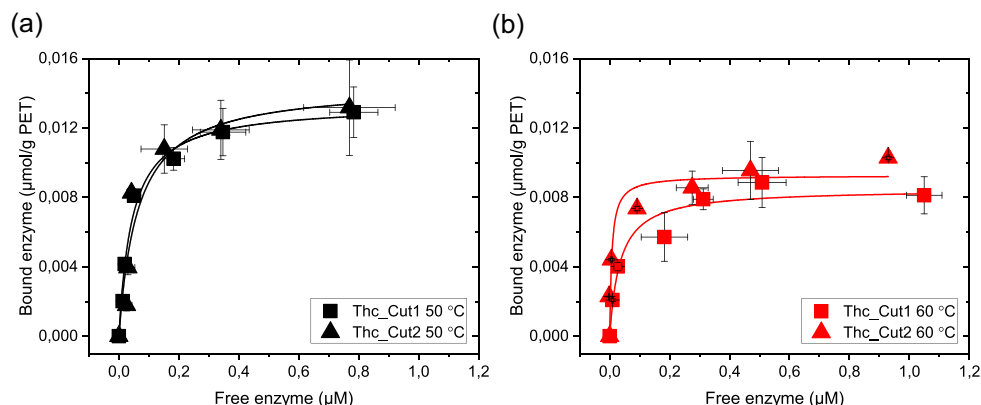 (a)
0,016
0,012
0,008
0,004
0,000
Bound enzyme (µmol/g PET)
Thc_Cut1 50 °C
Thc_Cut2 50 °C
0,0 0,2 0,4 0,6 0,8 1,0 1,2
Free enzyme (µM)
(b)
0,016
0,012
0,008
0,004
0,000
Bound enzyme (µmol/g PET)
Thc_Cut1 60 °C
Thc_Cut2 60 °C
0,0 0,2 0,4 0,6 0,8 1,0 1,2
Free enzyme (µM)